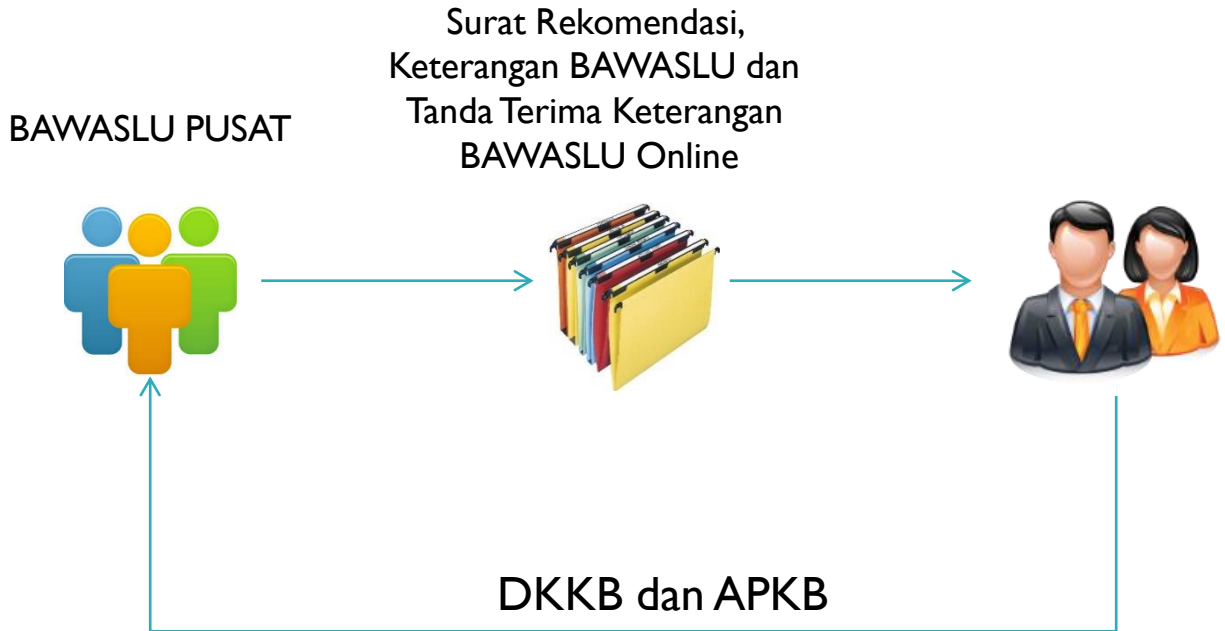 BAWASLU PUSAT
Surat Rekomendasi,
Keterangan BAWASLU dan
Tanda Terima Keterangan
BAWASLU Online
DKKB dan APKB